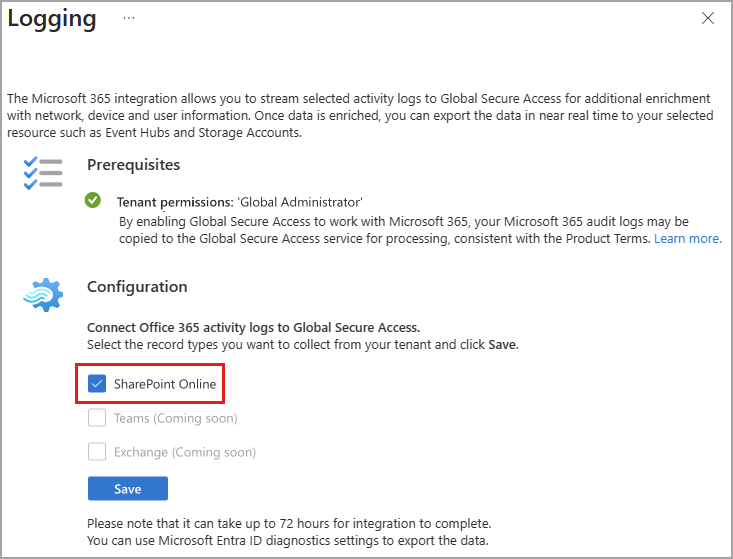 Logging ...
The Microsoft 365 integration allows you to stream selected activity logs to Global Secure Access for additional enrichment
with network, device and user information. Once data is enriched, you can export the data in near real time to your selected
resource such as Event Hubs and Storage Accounts.
Prerequisites
Tenant permissions: 'Global Administrator'
By enabling Global Secure Access to work with Microsoft 365, your Microsoft 365 audit logs may be
copied to the Global Secure Access service for processing, consistent with the Product Terms. Learn more.
Configuration
Connect Office 365 activity logs to Global Secure Access.
Select the record types you want to collect from your tenant and click Save.
SharePoint Online
Teams (Coming soon)
Exchange (Coming soon)
Save
Please note that it can take up to 72 hours for integration to complete.
You can use Microsoft Entra ID diagnostics settings to export the data.